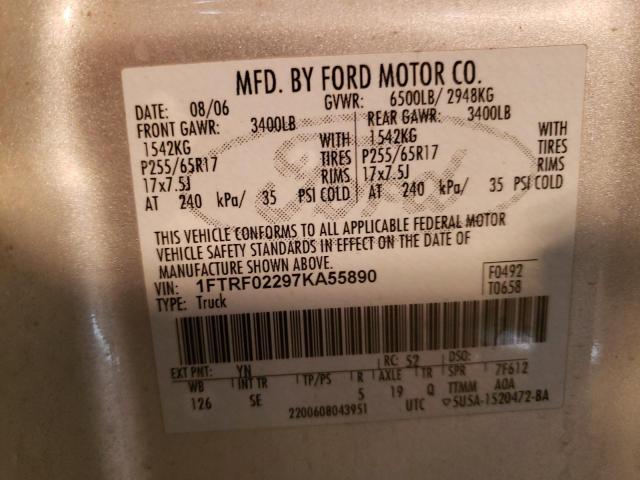 MFD. BY FORD MOTOR CO.
DATE: 08/06 GVWR: 6500LB/ 2948KG
FRONT GAWR: 3400LB REAR GAWR: 3400LB
1542KG WITH 1542KG WITH
P255/65R17 TIRES P255/65R17 TIRES
17x7.5J RIMS 17x7.5J RIMS
AT 240 kPa/ 35 PSI COLD AT 240 kPa/ 35 PSI COLD
THIS VEHICLE CONFORMS TO ALL APPLICABLE FEDERAL MOTOR
VEHICLE SAFETY STANDARDS IN EFFECT ON THE DATE OF
MANUFACTURE SHOWN ABOVE.
VIN: 1FTRF02297KA55890 F0492
TYPE: Truck T0658
EXT PNT: YN RC: 52 DSO:
WB INT TR TP/PS R AXLE TR SPR 7F612
126 SE 5 19 Q TTMM AOA
2200608043951 UTC ▽5U5A-1520472-BA
Ford